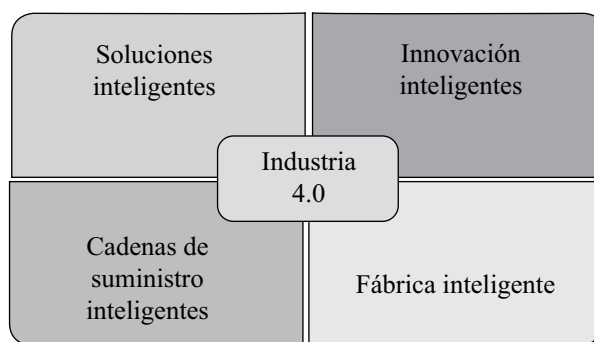 Soluciones
inteligentes
Innovación
inteligentes
Industria
4.0
Cadenas de
suministro
inteligentes
Fábrica inteligente